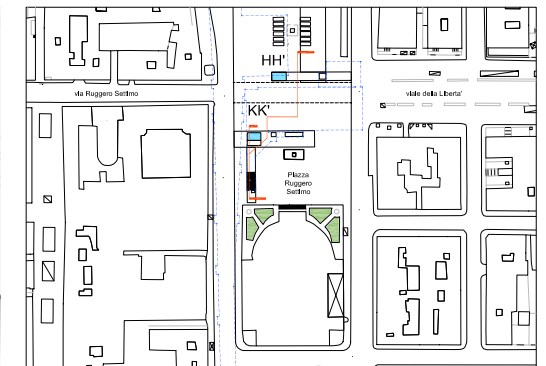 HH'
via Ruggero Settimo
viale della Liberta'
KK'
Piazza
Ruggero
Settimo